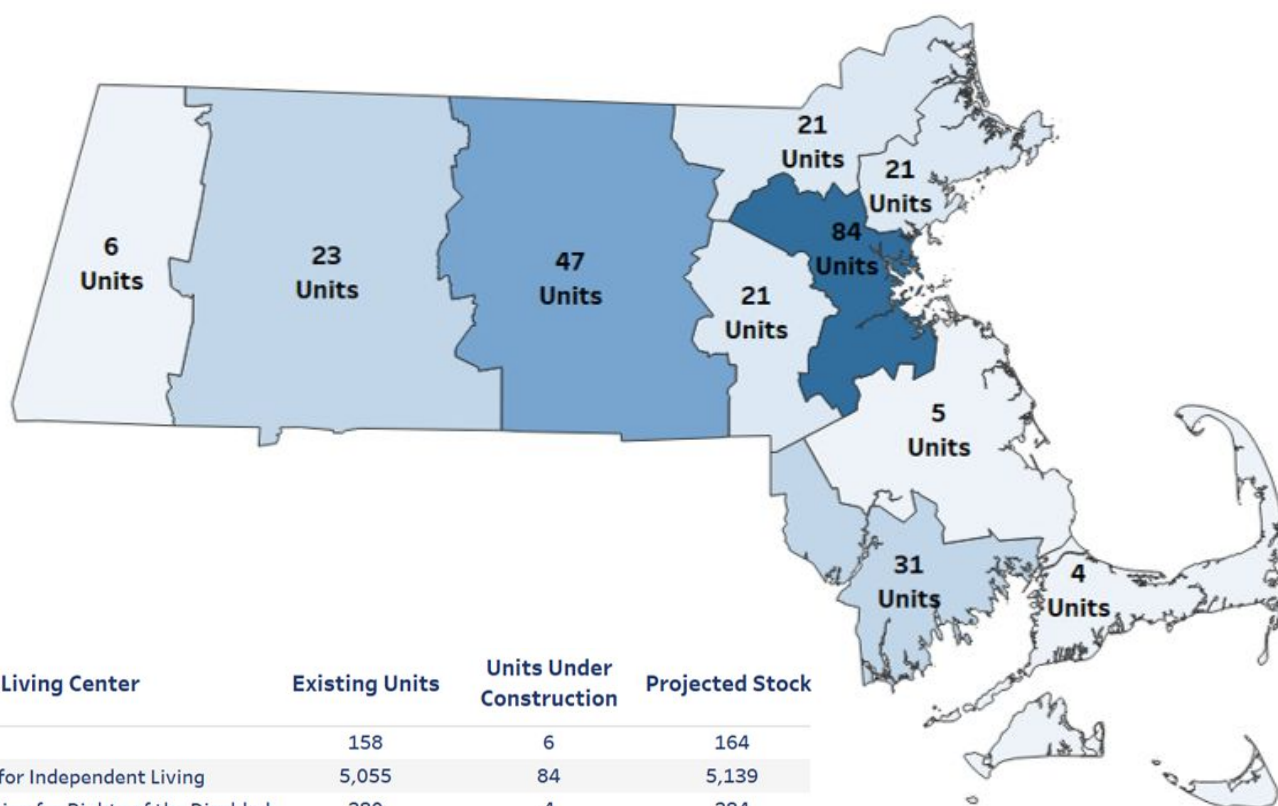 21
Units
21
Units
84
Units
6
Units
23
Units
47
Units
21
Units
5
Units
31
Units
4
Units
Living Center Existing Units Units Under Construction Projected Stock
158 6 164
for Independent Living 5,055 84 5,139